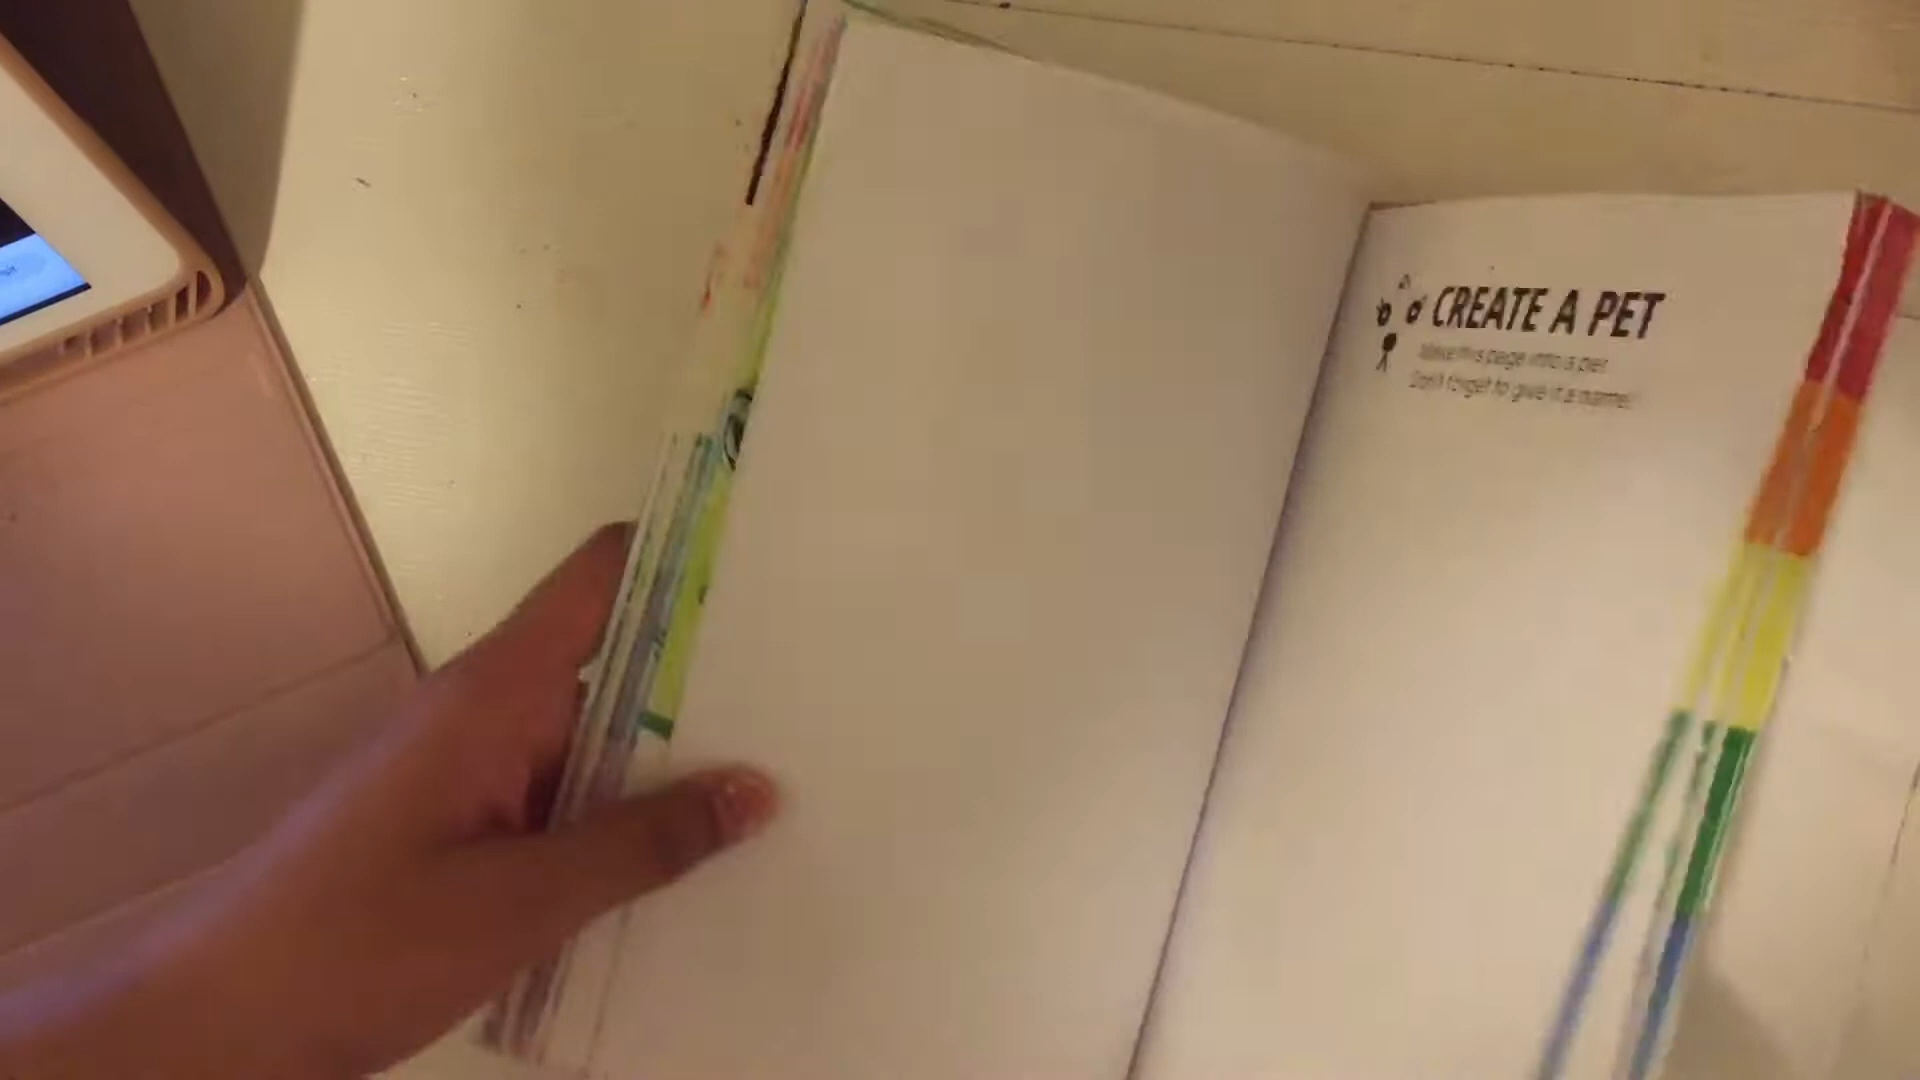 CREATE A PET
Make this page into a pet.
Don't forget to give it a name!